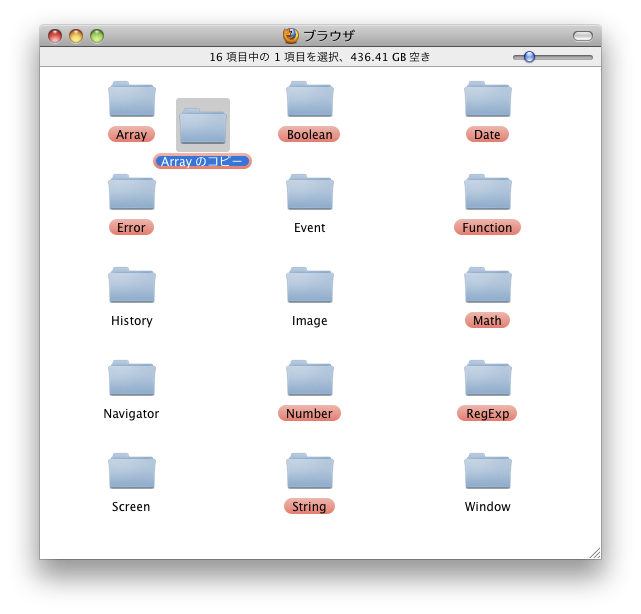 ブラウザ
16 項目中の 1 項目を選択、436.41 GB 空き
Array
Boolean
Date
Array のコピー
Error
Event
Function
History
Image
Math
Navigator
Number
RegExp
Screen
String
Window